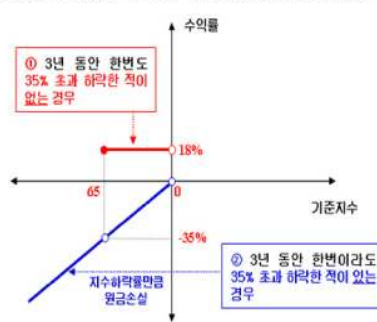 수익률
① 3년 동안 한번도
35% 초과 하락한 적이
없는 경우
18%
65
0
기준지수
-35%
지수하락률만큼
원금손실
② 3년 동안 한번이라도
35% 초과 하락한 적이 있는
경우